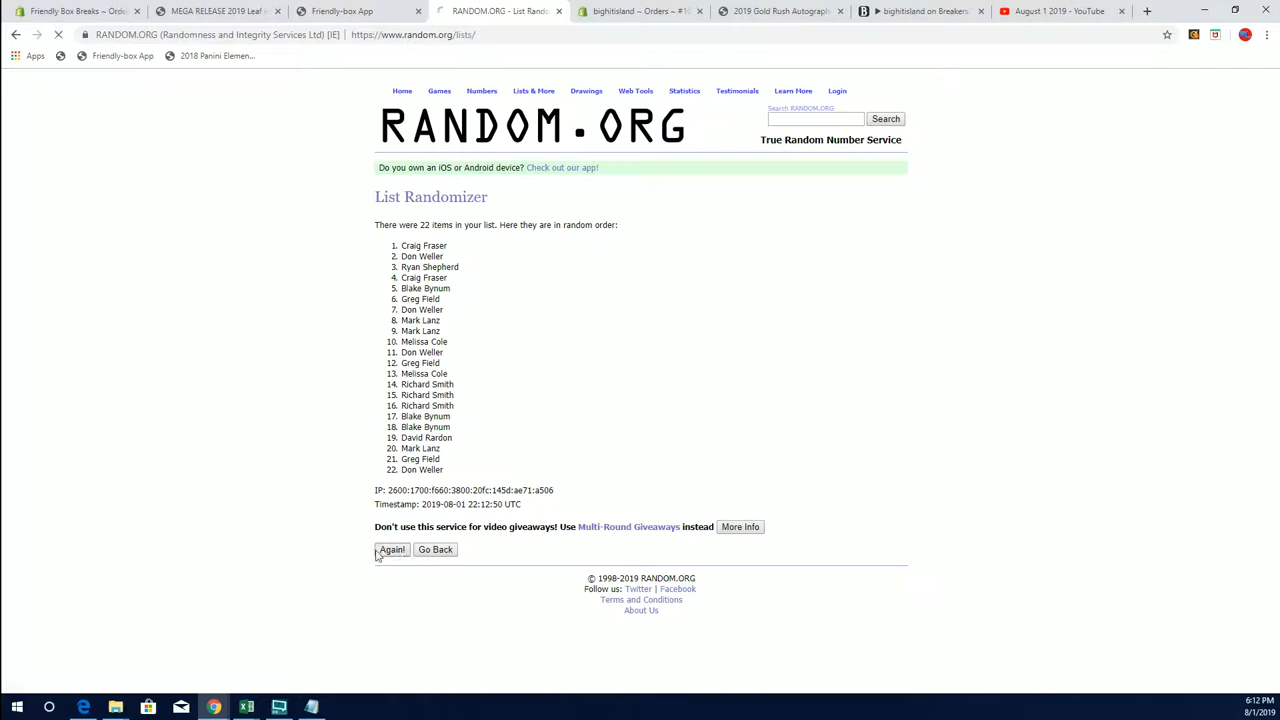 Friendly Box Breaks ~ Orde
MEGA RELEASE 2019 Leaf
Friendly-box App
RANDOM.ORG - List Rando
bighitisland ~ Orders ~ #16
2019 Gold Rush Autograph
▶ bighitisland on Breakers
August 1 2019 - YouTube
RANDOM.ORG (Randomness and Integrity Services Ltd) [IE] | https://www.random.org/lists/
Apps
Friendly-box App
2018 Panini Elemen...
Home Games Numbers Lists & More Drawings Web Tools Statistics Testimonials Learn More Login
RANDOM.ORG
Search RANDOM.ORG
Search
True Random Number Service
Do you own an iOS or Android device? Check out our app!
List Randomizer
There were 22 items in your list. Here they are in random order:
1. Craig Fraser
2. Don Weller
3. Ryan Shepherd
4. Craig Fraser
5. Blake Bynum
6. Greg Field
7. Don Weller
8. Mark Lanz
9. Mark Lanz
10. Melissa Cole
11. Don Weller
12. Greg Field
13. Melissa Cole
14. Richard Smith
15. Richard Smith
16. Richard Smith
17. Blake Bynum
18. Blake Bynum
19. David Rardon
20. Mark Lanz
21. Greg Field
22. Don Weller
IP: 2600:1700:f660:3800:20fc:145d:ae71:a506
Timestamp: 2019-08-01 22:12:50 UTC
Don't use this service for video giveaways! Use Multi-Round Giveaways instead More Info
Again! Go Back
© 1998-2019 RANDOM.ORG
Follow us: Twitter | Facebook
Terms and Conditions
About Us
6:12 PM
8/1/2019